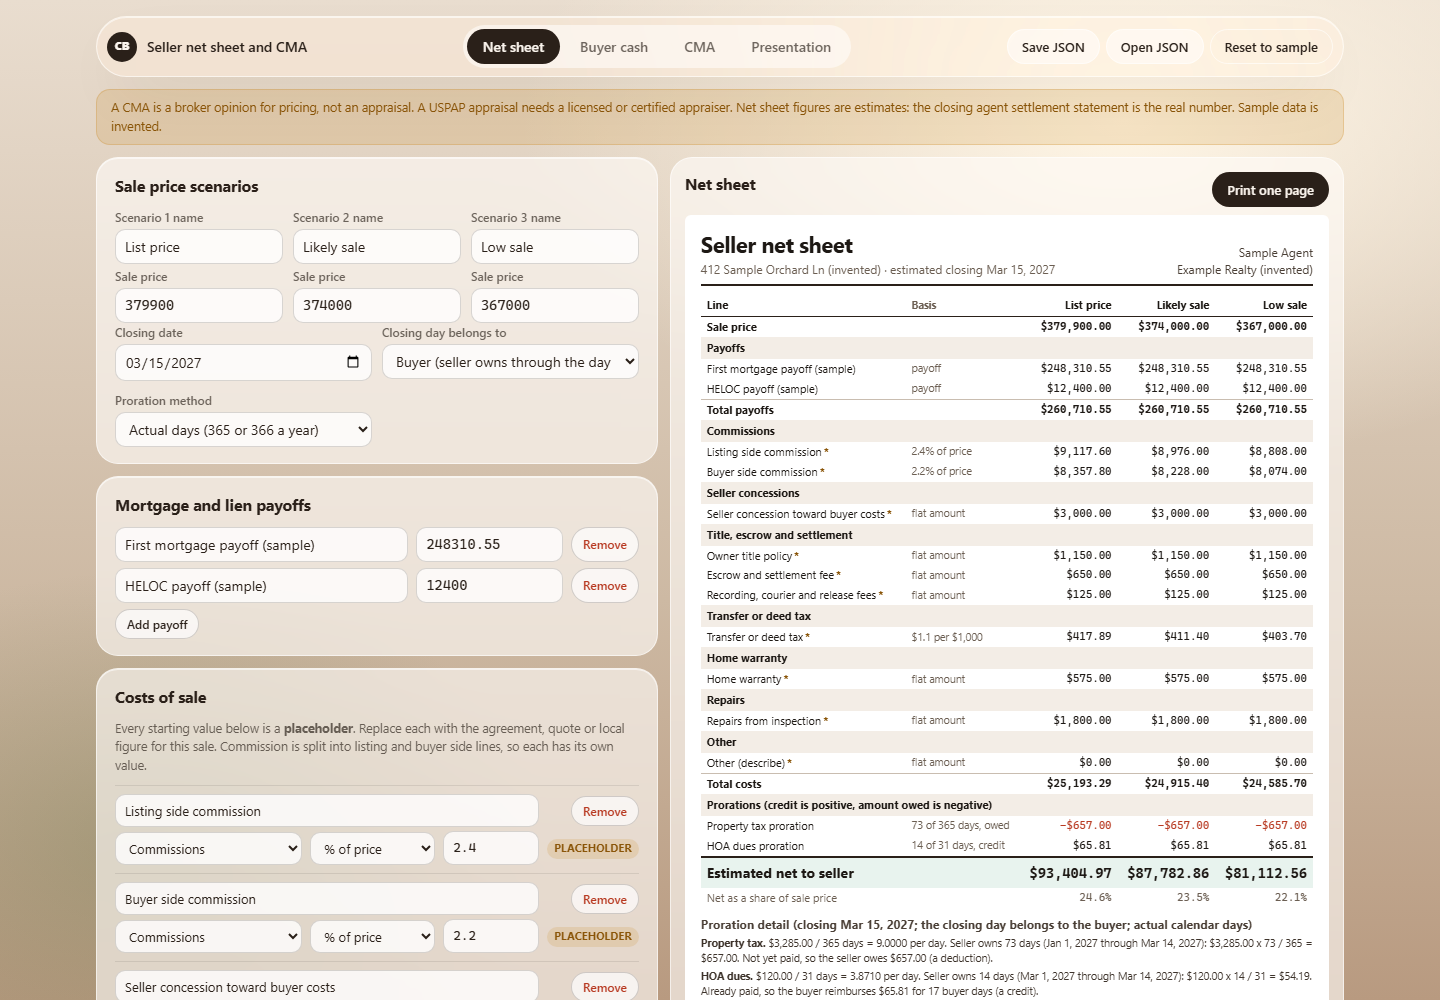 CB Seller net sheet and CMA
Net sheet Buyer cash CMA Presentation
Save JSON Open JSON Reset to sample
A CMA is a broker opinion for pricing, not an appraisal. A USPAP appraisal needs a licensed or certified appraiser. Net sheet figures are estimates: the closing agent settlement statement is the real number. Sample data is
invented.
Sale price scenarios
Scenario 1 name Scenario 2 name Scenario 3 name
List price Likely sale Low sale
Sale price Sale price Sale price
379900 374000 367000
Closing date Closing day belongs to
03/15/2027 Buyer (seller owns through the day
Proration method
Actual days (365 or 366 a year)
Mortgage and lien payoffs
First mortgage payoff (sample) 248310.55 Remove
HELOC payoff (sample) 12400 Remove
Add payoff
Costs of sale
Every starting value below is a placeholder. Replace each with the agreement, quote or local
figure for this sale. Commission is split into listing and buyer side lines, so each has its own
value.
Listing side commission Remove
Commissions % of price 2.4 PLACEHOLDER
Buyer side commission Remove
Commissions % of price 2.2 PLACEHOLDER
Seller concession toward buyer costs Remove
Net sheet Print one page
Seller net sheet
Sample Agent
412 Sample Orchard Ln (invented) · estimated closing Mar 15, 2027 Example Realty (invented)
Line Basis List price Likely sale Low sale
Sale price $379,900.00 $374,000.00 $367,000.00
Payoffs
First mortgage payoff (sample) payoff $248,310.55 $248,310.55 $248,310.55
HELOC payoff (sample) payoff $12,400.00 $12,400.00 $12,400.00
Total payoffs $260,710.55 $260,710.55 $260,710.55
Commissions
Listing side commission * 2.4% of price $9,117.60 $8,976.00 $8,808.00
Buyer side commission * 2.2% of price $8,357.80 $8,228.00 $8,074.00
Seller concessions
Seller concession toward buyer costs * flat amount $3,000.00 $3,000.00 $3,000.00
Title, escrow and settlement
Owner title policy * flat amount $1,150.00 $1,150.00 $1,150.00
Escrow and settlement fee * flat amount $650.00 $650.00 $650.00
Recording, courier and release fees * flat amount $125.00 $125.00 $125.00
Transfer or deed tax
Transfer or deed tax * $1.1 per $1,000 $417.89 $411.40 $403.70
Home warranty
Home warranty * flat amount $575.00 $575.00 $575.00
Repairs
Repairs from inspection * flat amount $1,800.00 $1,800.00 $1,800.00
Other
Other (describe) * flat amount $0.00 $0.00 $0.00
Total costs $25,193.29 $24,915.40 $24,585.70
Prorations (credit is positive, amount owed is negative)
Property tax proration 73 of 365 days, owed −$657.00 −$657.00 −$657.00
HOA dues proration 14 of 31 days, credit $65.81 $65.81 $65.81
Estimated net to seller $93,404.97 $87,782.86 $81,112.56
Net as a share of sale price 24.6% 23.5% 22.1%
Proration detail (closing Mar 15, 2027; the closing day belongs to the buyer; actual calendar days)
Property tax. $3,285.00 / 365 days = 9.0000 per day. Seller owns 73 days (Jan 1, 2027 through Mar 14, 2027): $3,285.00 x 73 / 365 =
$657.00. Not yet paid, so the seller owes $657.00 (a deduction).
HOA dues. $120.00 / 31 days = 3.8710 per day. Seller owns 14 days (Mar 1, 2027 through Mar 14, 2027): $120.00 x 14 / 31 = $54.19.
Already paid, so the buyer reimburses $65.81 for 17 buyer days (a credit).